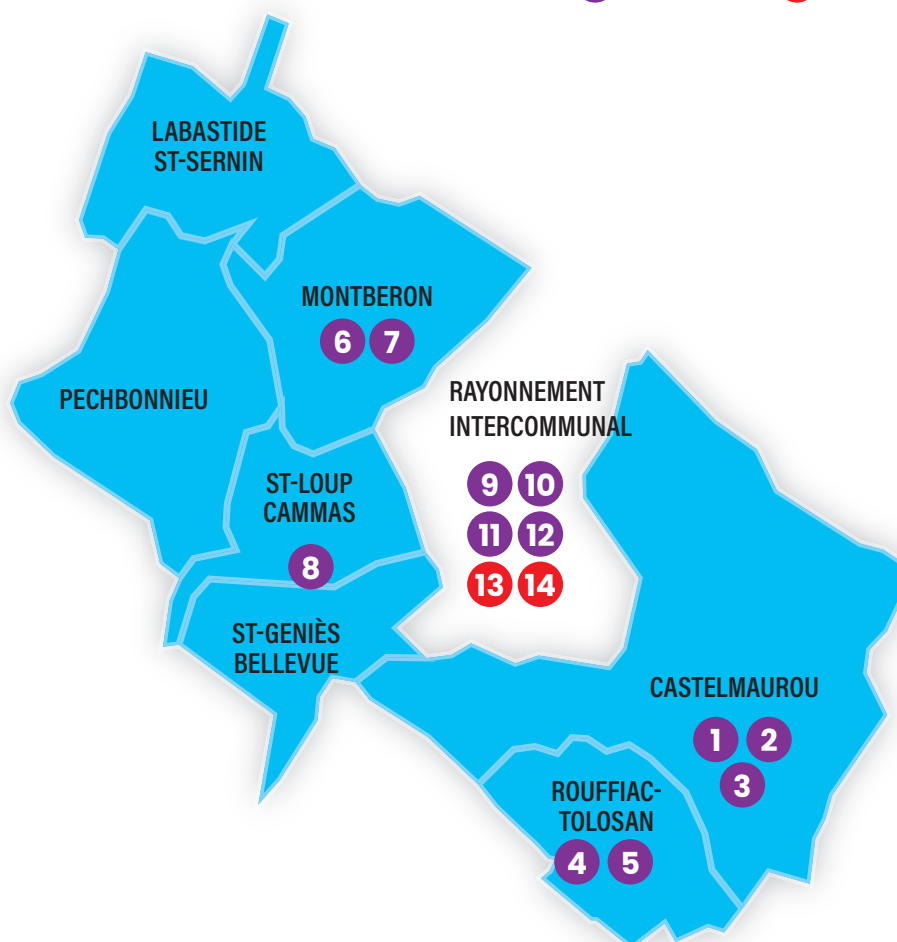 LABASTIDE
ST-SERNIN
MONTBERON
6 7
PECHBONNIEU
RAYONNEMENT
INTERCOMMUNAL
9 10
11 12
13 14
ST-LOUP
CAMMAS
8
ST-GENIÈS
BELLEVUE
CASTELMAUROU
1 2
3
ROUFFIAC-
TOLOSAN
4 5